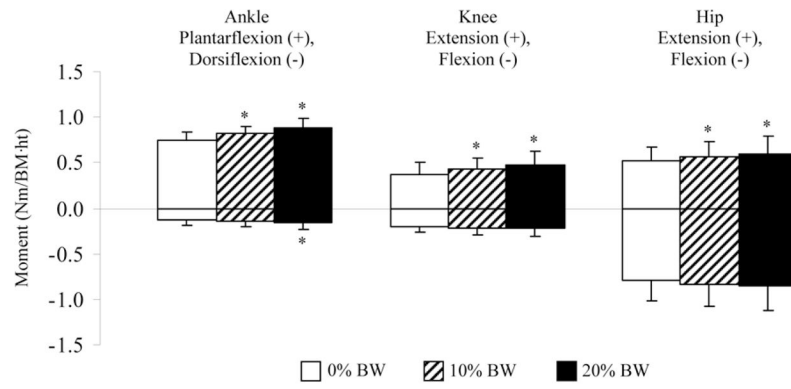 Ankle
Plantarflexion (+),
Dorsiflexion (-)
Knee
Extension (+),
Flexion (-)
Hip
Extension (+),
Flexion (-)
Moment (Nm/BM·ht)
1.5
1.0
0.5
0.0
-0.5
-1.0
-1.5
* *
* *
* *
*
0% BW 10% BW 20% BW